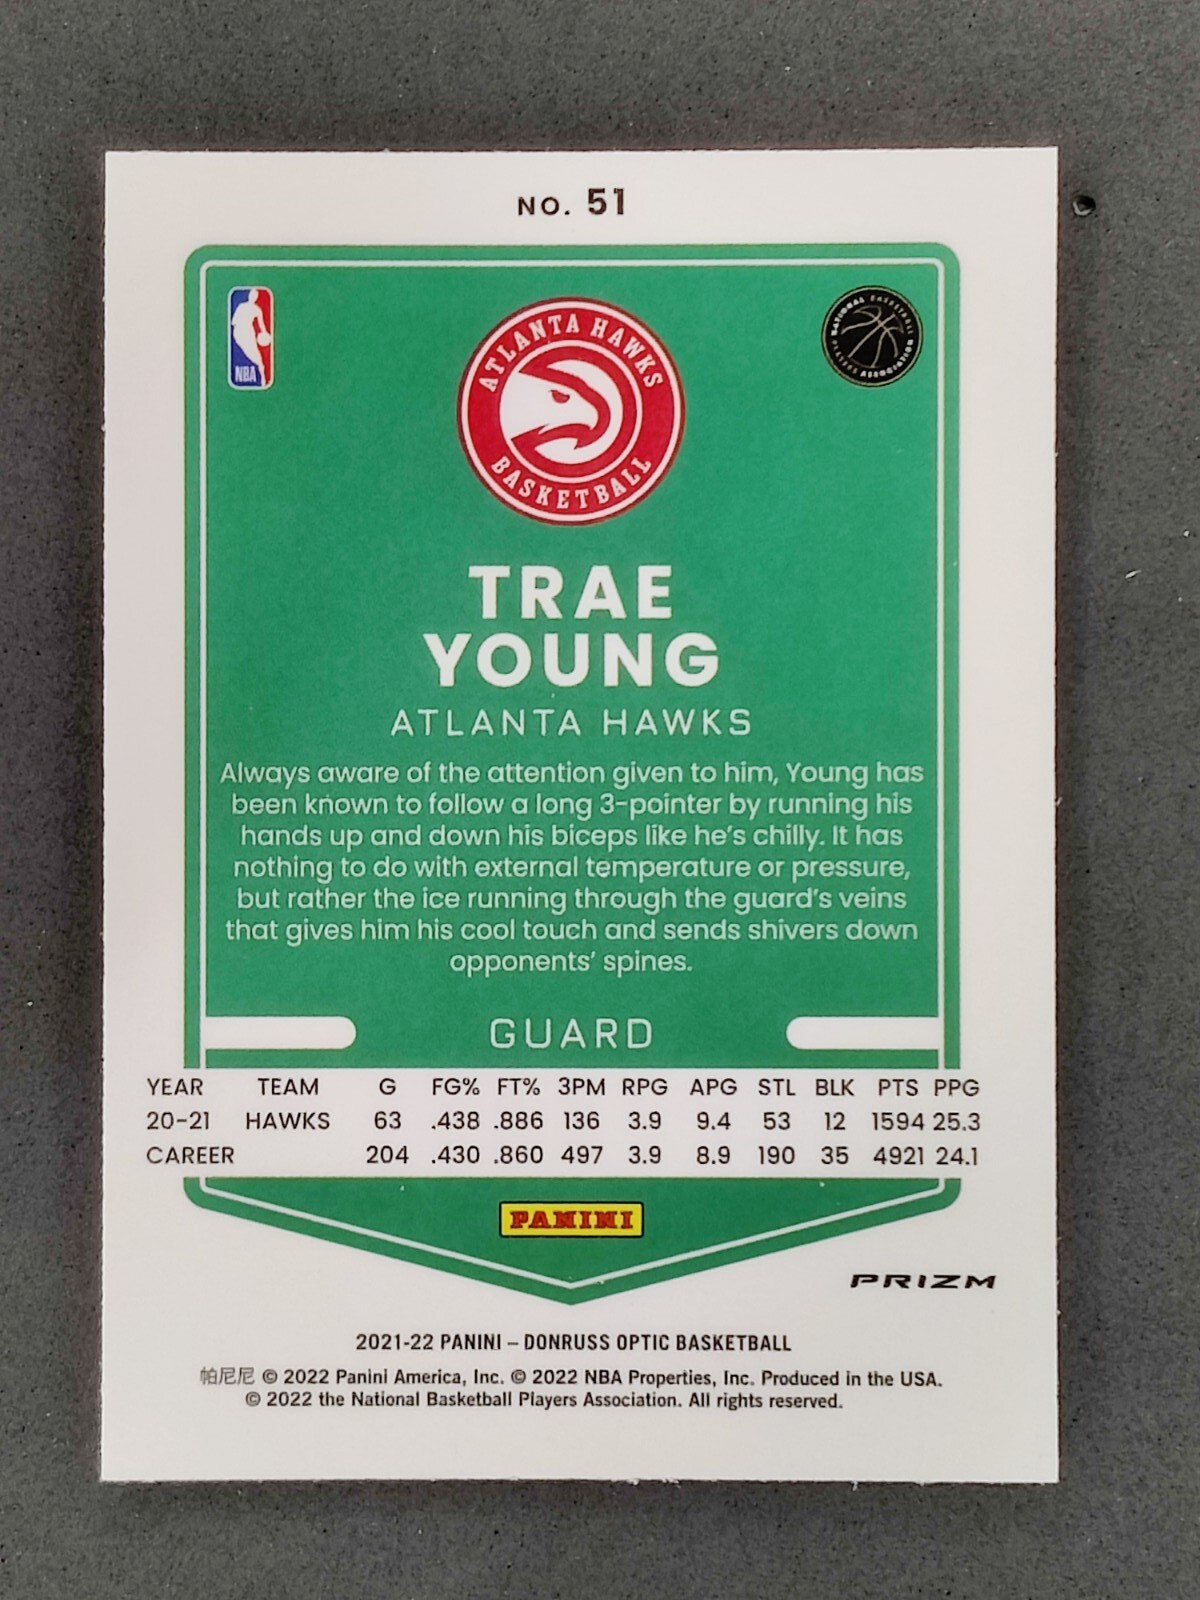 NO. 51
NBA
NATIONAL BASKETBALL
PLAYERS ASSOCIATION
ATLANTA HAWKS
BASKETBALL
TRAE
YOUNG
ATLANTA HAWKS
Always aware of the attention given to him, Young has
been known to follow a long 3-pointer by running his
hands up and down his biceps like he's chilly. It has
nothing to do with external temperature or pressure,
but rather the ice running through the guard's veins
that gives him his cool touch and sends shivers down
opponents' spines.
GUARD
YEAR TEAM G FG% FT% 3PM RPG APG STL BLK PTS PPG
20-21 HAWKS 63 .438 .886 136 3.9 9.4 53 12 1594 25.3
CAREER 204 .430 .860 497 3.9 8.9 190 35 4921 24.1
PANINI
PRIZM
2021-22 PANINI – DONRUSS OPTIC BASKETBALL
帕尼尼 © 2022 Panini America, Inc. © 2022 NBA Properties, Inc. Produced in the USA.
© 2022 the National Basketball Players Association. All rights reserved.